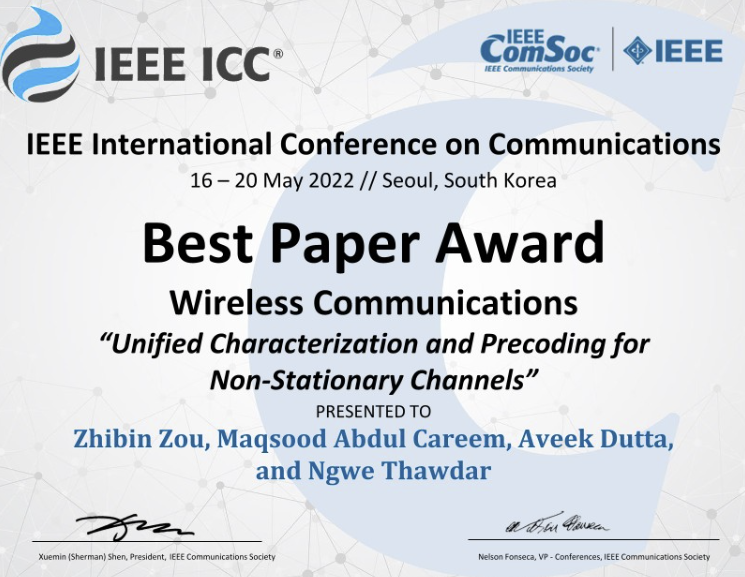 IEEE ICC®
IEEE ComSoc®
IEEE Communications Society
IEEE
IEEE International Conference on Communications
16 – 20 May 2022 // Seoul, South Korea
Best Paper Award
Wireless Communications
“Unified Characterization and Precoding for
Non-Stationary Channels”
PRESENTED TO
Zhibin Zou, Maqsood Abdul Careem, Aveek Dutta,
and Ngwe Thawdar
Xuemin (Sherman) Shen, President, IEEE Communications Society
Nelson Fonseca, VP - Conferences, IEEE Communications Society